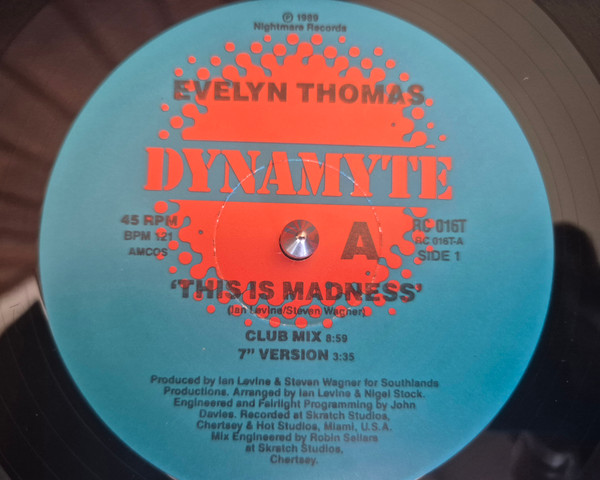 ℗ 1989
Nightmare Records
EVELYN THOMAS
DYNAMYTE
45 RPM
BPM 121
AMCOS
A
RC 016T
RC 016T-A
SIDE 1
'THIS IS MADNESS'
(Ian Levine/Steven Wagner)
CLUB MIX 8:59
7" VERSION 3:35
Produced by Ian Levine & Steven Wagner for Southlands
Productions. Arranged by Ian Levine & Nigel Stock.
Engineered and Fairlight Programming by John
Davies. Recorded at Skratch Studios,
Chertsey & Hot Studios, Miami, U.S.A.
Mix Engineered by Robin Sellars
at Skratch Studios,
Chertsey.